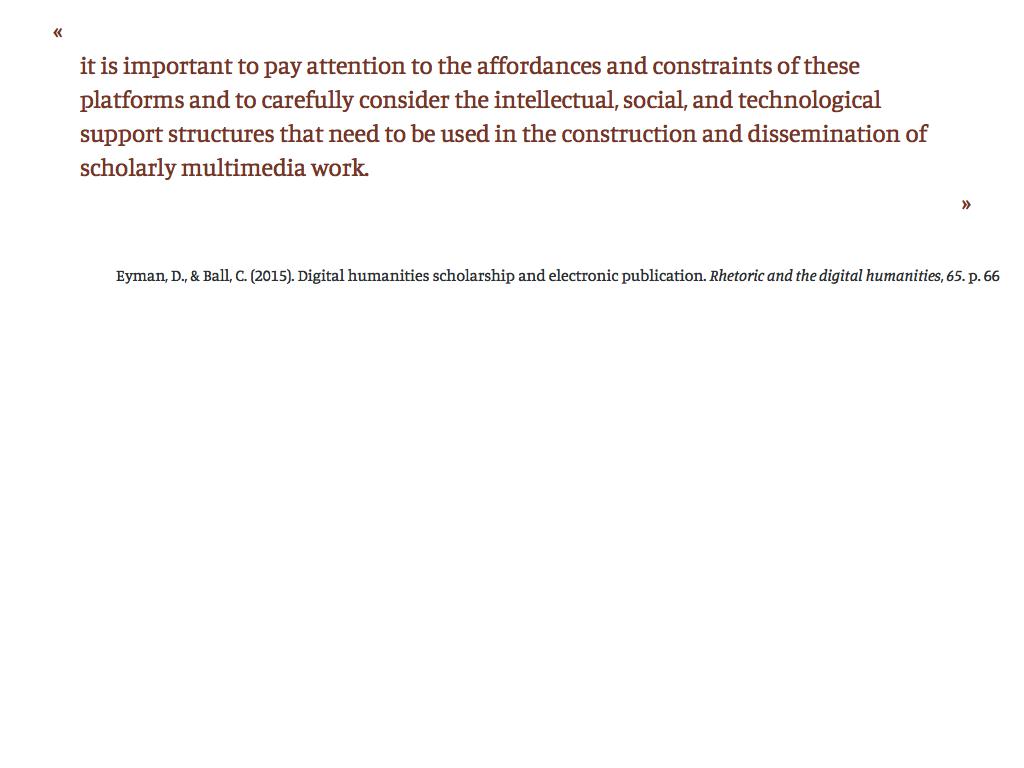 «
it is important to pay attention to the affordances and constraints of these
platforms and to carefully consider the intellectual, social, and technological
support structures that need to be used in the construction and dissemination of
scholarly multimedia work.
»
Eyman, D., & Ball, C. (2015). Digital humanities scholarship and electronic publication. Rhetoric and the digital humanities, 65. p. 66